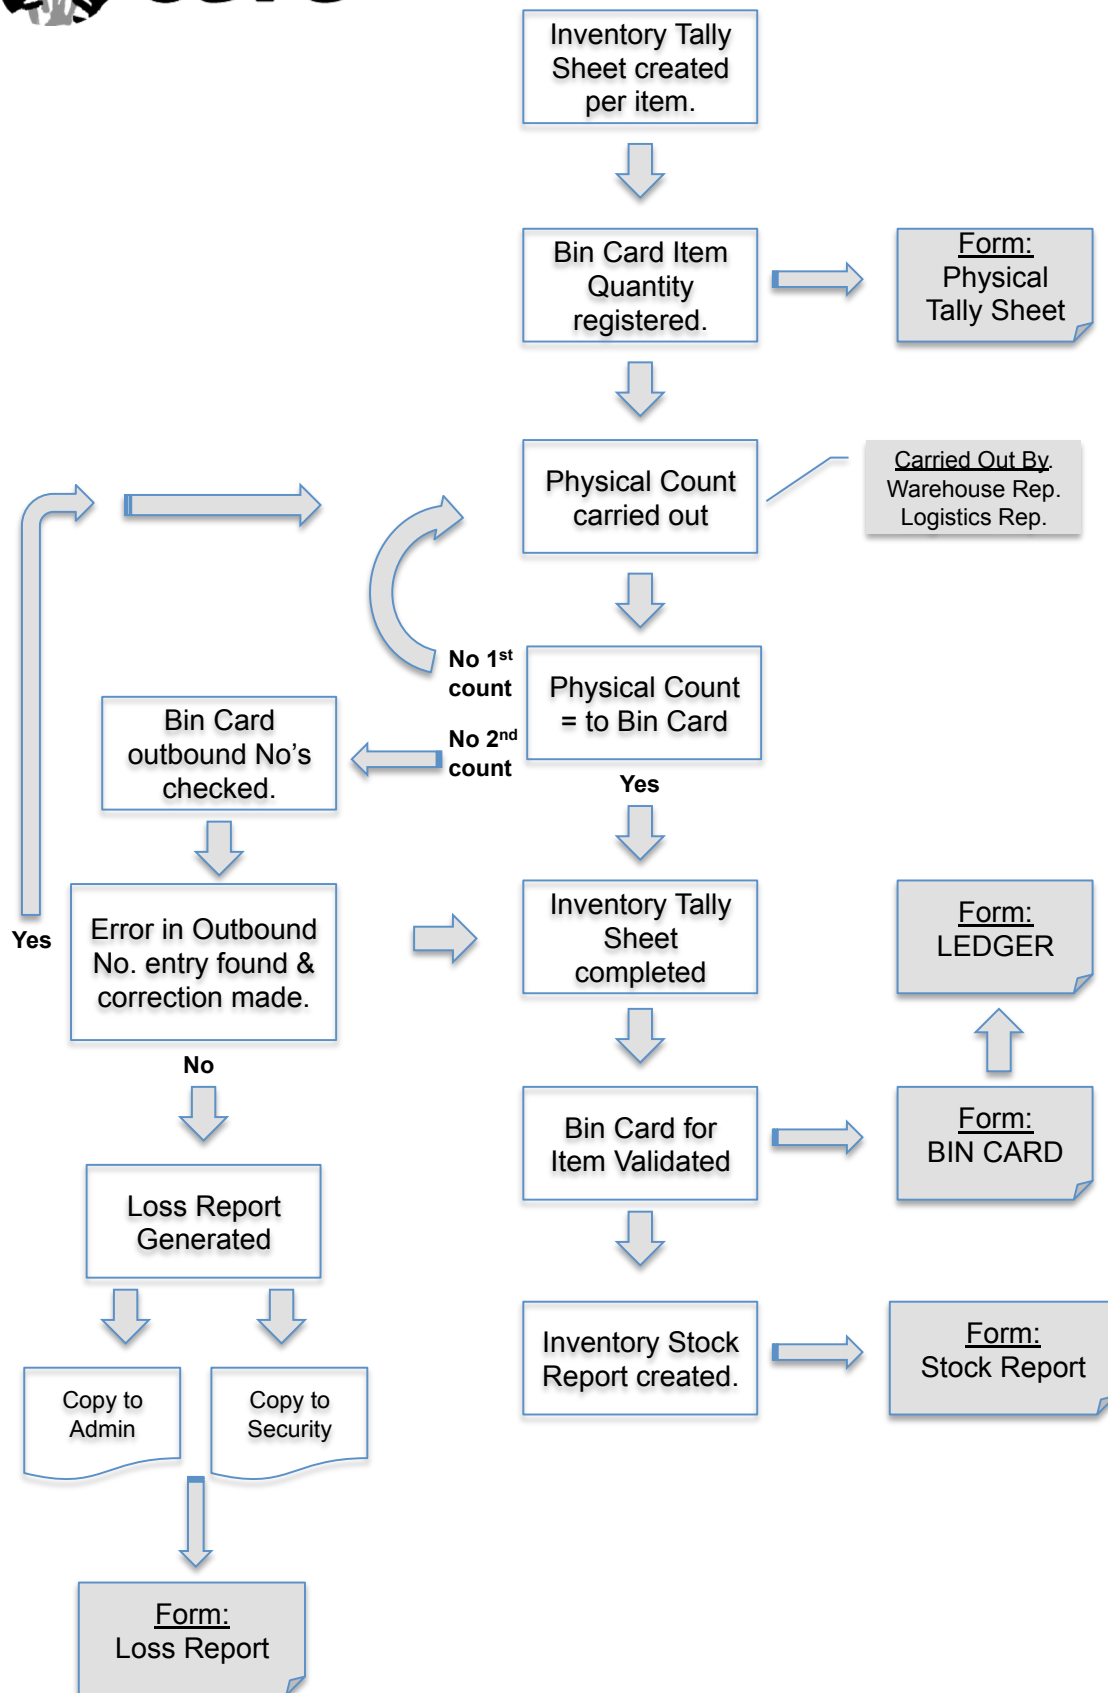 Inventory Tally
Sheet created
per item.
Bin Card Item
Quantity
registered.
Form:
Physical
Tally Sheet
Physical Count
carried out
Carried Out By.
Warehouse Rep.
Logistics Rep.
No 1st
count
Physical Count
= to Bin Card
Bin Card
outbound No's
checked.
No 2nd
count
Yes
Yes
Error in Outbound
No. entry found &
correction made.
Inventory Tally
Sheet
completed
Form:
LEDGER
No
Bin Card for
Item Validated
Form:
BIN CARD
Loss Report
Generated
Inventory Stock
Report created.
Form:
Stock Report
Copy to
Admin
Copy to
Security
Form:
Loss Report